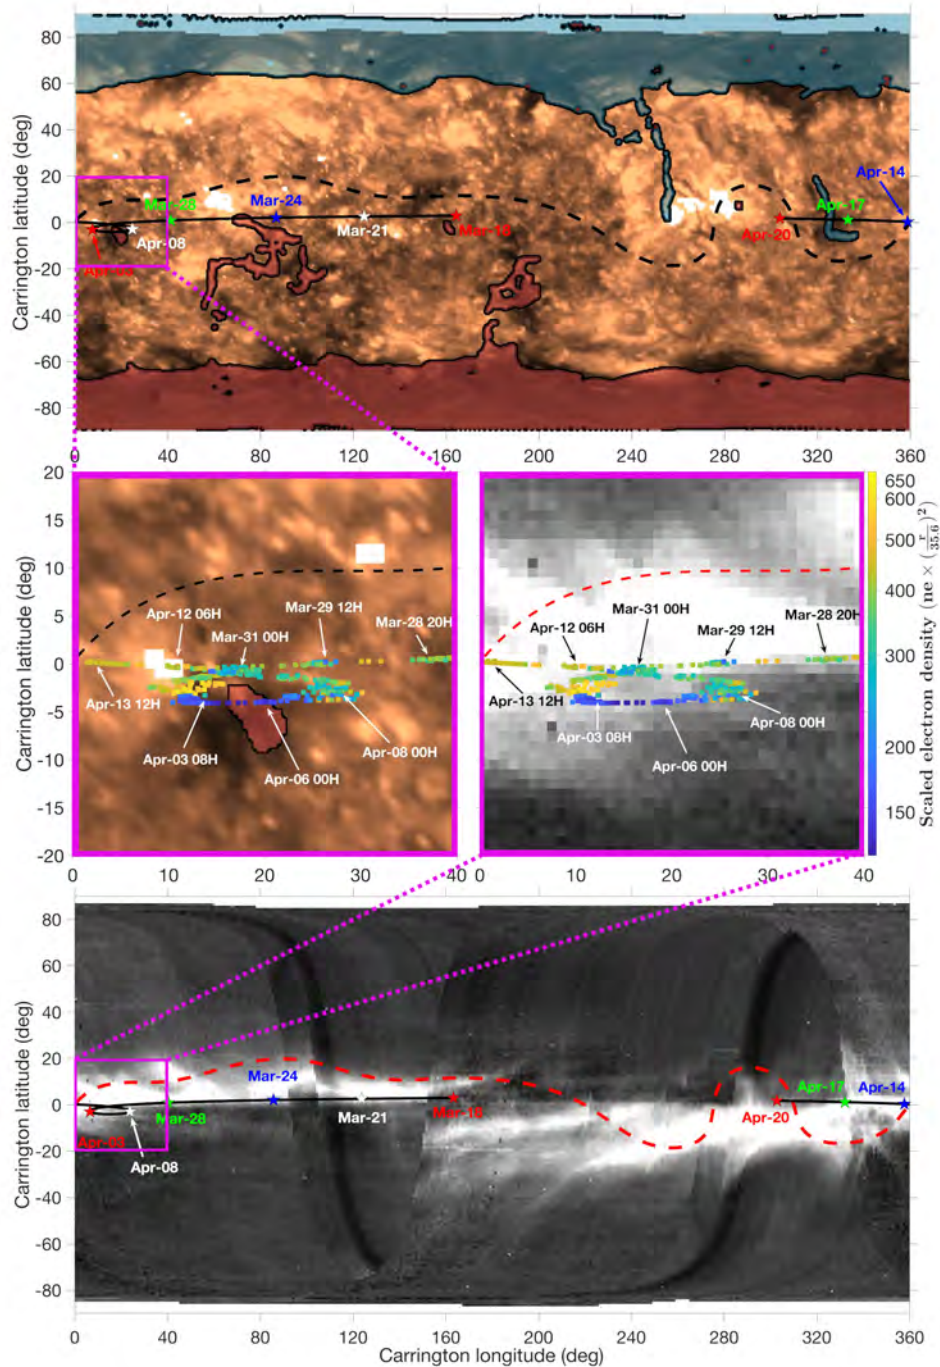 80
60
40
20
0
-20
-40
-60
-80
Carrington latitude (deg)
Apr-14
Mar-28
Mar-24
Mar-21
Mar-18
Apr-17
Apr-20
Apr-08
0 40 80 120 160 200 240 280 320 360
20
15
10
5
0
-5
-10
-15
-20
Carrington latitude (deg)
Apr-12 06H
Mar-31 00H
Mar-29 12H
Mar-28 20H
Apr-13 12H
Apr-03 08H
Apr-06 00H
Apr-08 00H
0 10 20 30 40
Apr-12 06H
Mar-31 00H
Mar-29 12H
Mar-28 20H
Apr-13 12H
Apr-03 08H
Apr-06 00H
Apr-08 00H
0 10 20 30 40
650
600
500
400
300
200
150
Scaled electron density (ne × (r/35.6)²)
80
60
40
20
0
-20
-40
-60
-80
Carrington latitude (deg)
Mar-24
Mar-28
Mar-21
Apr-17
Apr-14
Apr-20
Apr-08
0 40 80 120 160 200 240 280 320 360
Carrington longitude (deg)